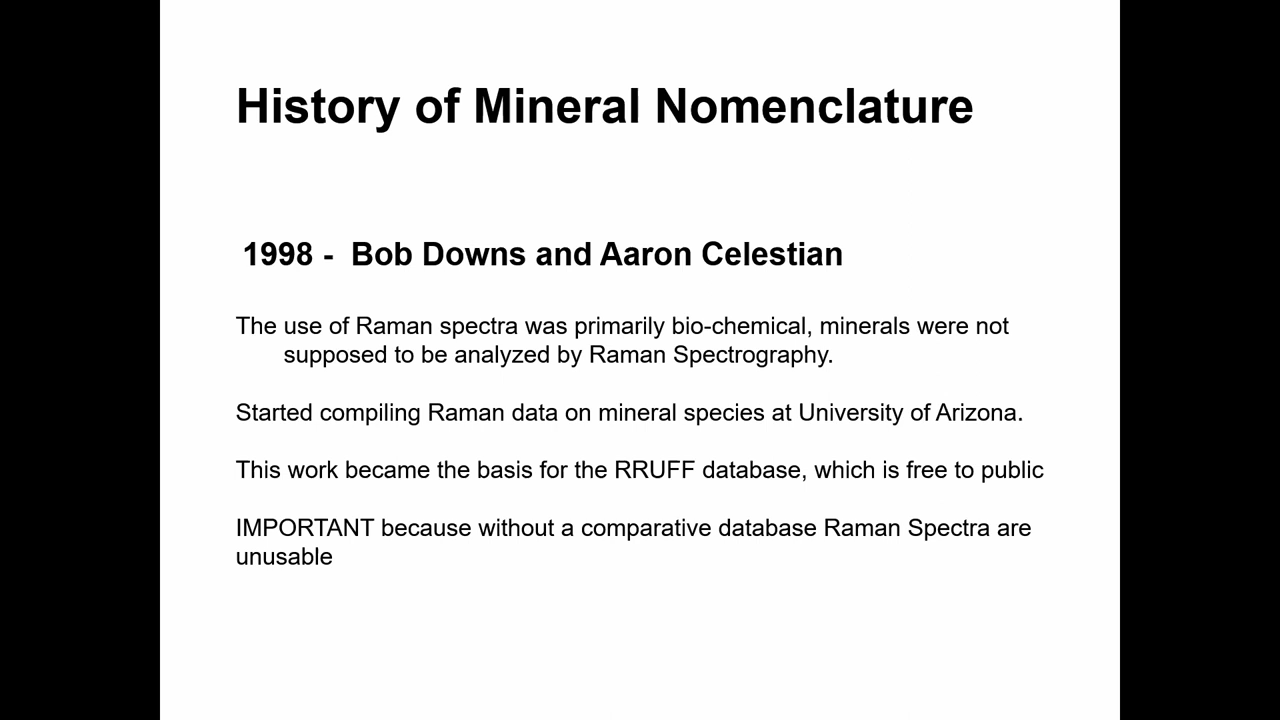 History of Mineral Nomenclature
1998 - Bob Downs and Aaron Celestian
The use of Raman spectra was primarily bio-chemical, minerals were not
supposed to be analyzed by Raman Spectrography.
Started compiling Raman data on mineral species at University of Arizona.
This work became the basis for the RRUFF database, which is free to public
IMPORTANT because without a comparative database Raman Spectra are
unusable